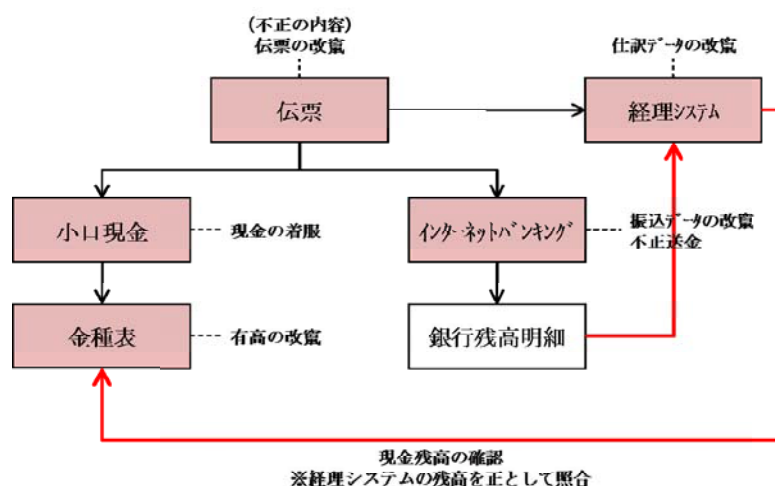 (不正の内容)
伝票の改竄
仕訳データの改竄
伝票
経理システム
小口現金
現金の着服
インターネットバンキング
振込データの改竄
不正送金
金種表
有高の改竄
銀行残高明細
現金残高の確認
※経理システムの残高を正として照合